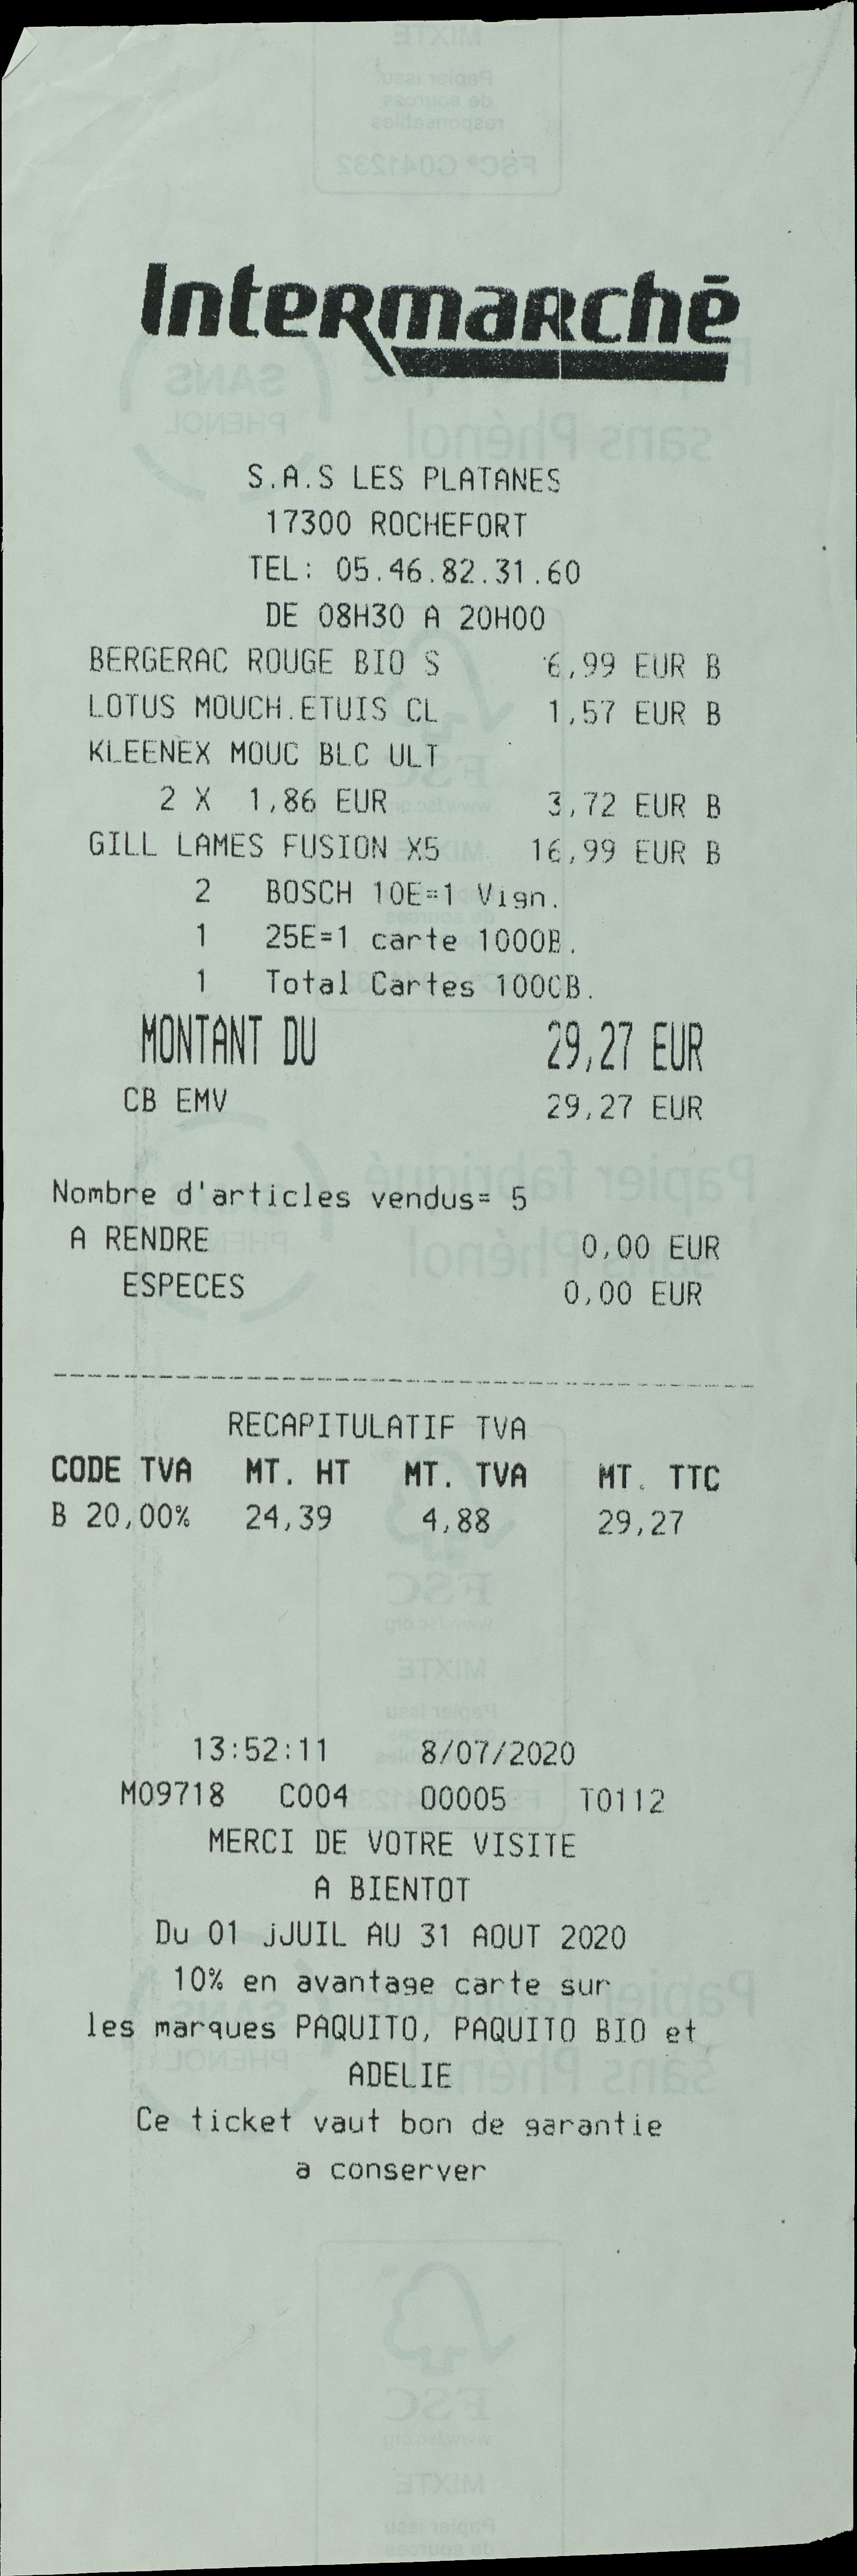 Intermarché
S.A.S LES PLATANES
17300 ROCHEFORT
TEL: 05.46.82.31.60
DE 08H30 A 20H00
BERGERAC ROUGE BIO S 6,99 EUR B
LOTUS MOUCH.ETUIS CL 1,57 EUR B
KLEENEX MOUC BLC ULT
2 X 1,86 EUR 3,72 EUR B
GILL LAMES FUSION X5 16,99 EUR B
2 BOSCH 10E=1 Vign.
1 25E=1 carte 1000B.
1 Total Cartes 100CB.
MONTANT DU 29,27 EUR
CB EMV 29,27 EUR
Nombre d'articles vendus= 5
A RENDRE 0,00 EUR
ESPECES 0,00 EUR
RECAPITULATIF TVA
CODE TVA MT. HT MT. TVA MT. TTC
B 20,00% 24,39 4,88 29,27
13:52:11 8/07/2020
M09718 C004 00005 T0112
MERCI DE VOTRE VISITE
A BIENTOT
Du 01 jJUIL AU 31 AOUT 2020
10% en avantage carte sur
les marques PAQUITO, PAQUITO BIO et
ADELIE
Ce ticket vaut bon de garantie
a conserver